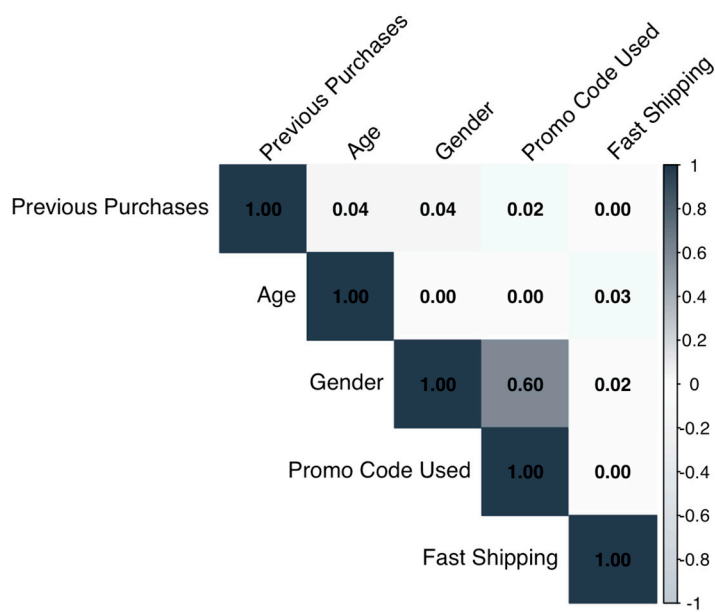 Previous Purchases
Age
Gender
Promo Code Used
Fast Shipping
Previous Purchases 1.00 0.04 0.04 0.02 0.00
Age 1.00 0.00 0.00 0.03
Gender 1.00 0.60 0.02
Promo Code Used 1.00 0.00
Fast Shipping 1.00
1
0.8
0.6
0.4
0.2
0
-0.2
-0.4
-0.6
-0.8
-1